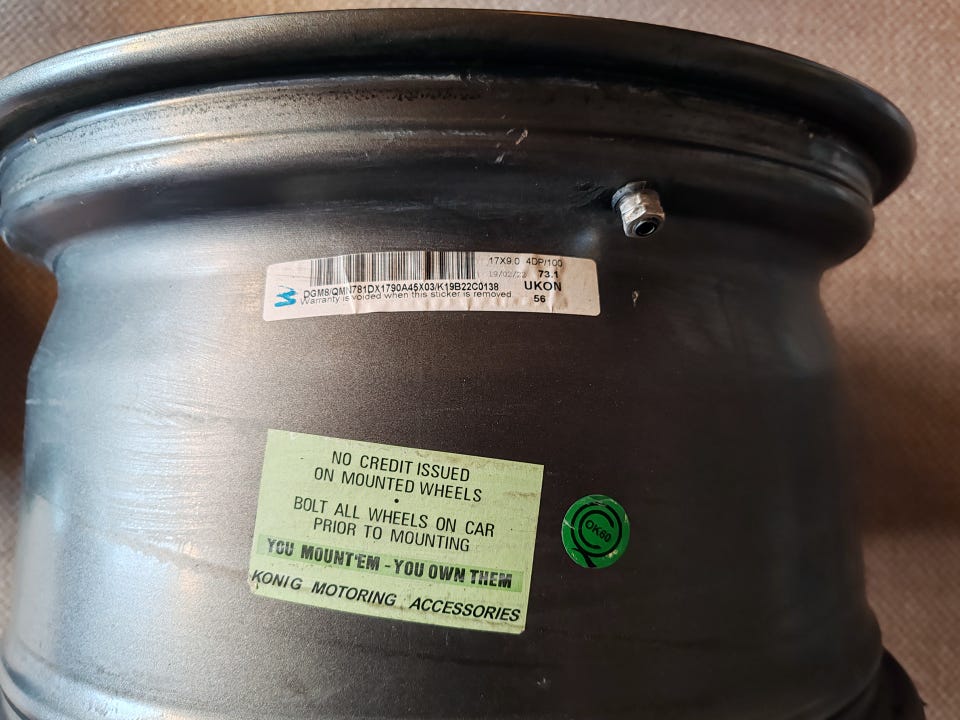 17X9.0 4DP/100
19/02/22 73.1
DGM8/QMN781DX1790A45X03/K19B22C0138 UKON
Warranty is voided when this sticker is removed 56
NO CREDIT ISSUED
ON MOUNTED WHEELS
•
BOLT ALL WHEELS ON CAR
PRIOR TO MOUNTING
YOU MOUNT'EM - YOU OWN THEM
KONIG MOTORING ACCESSORIES
OK60